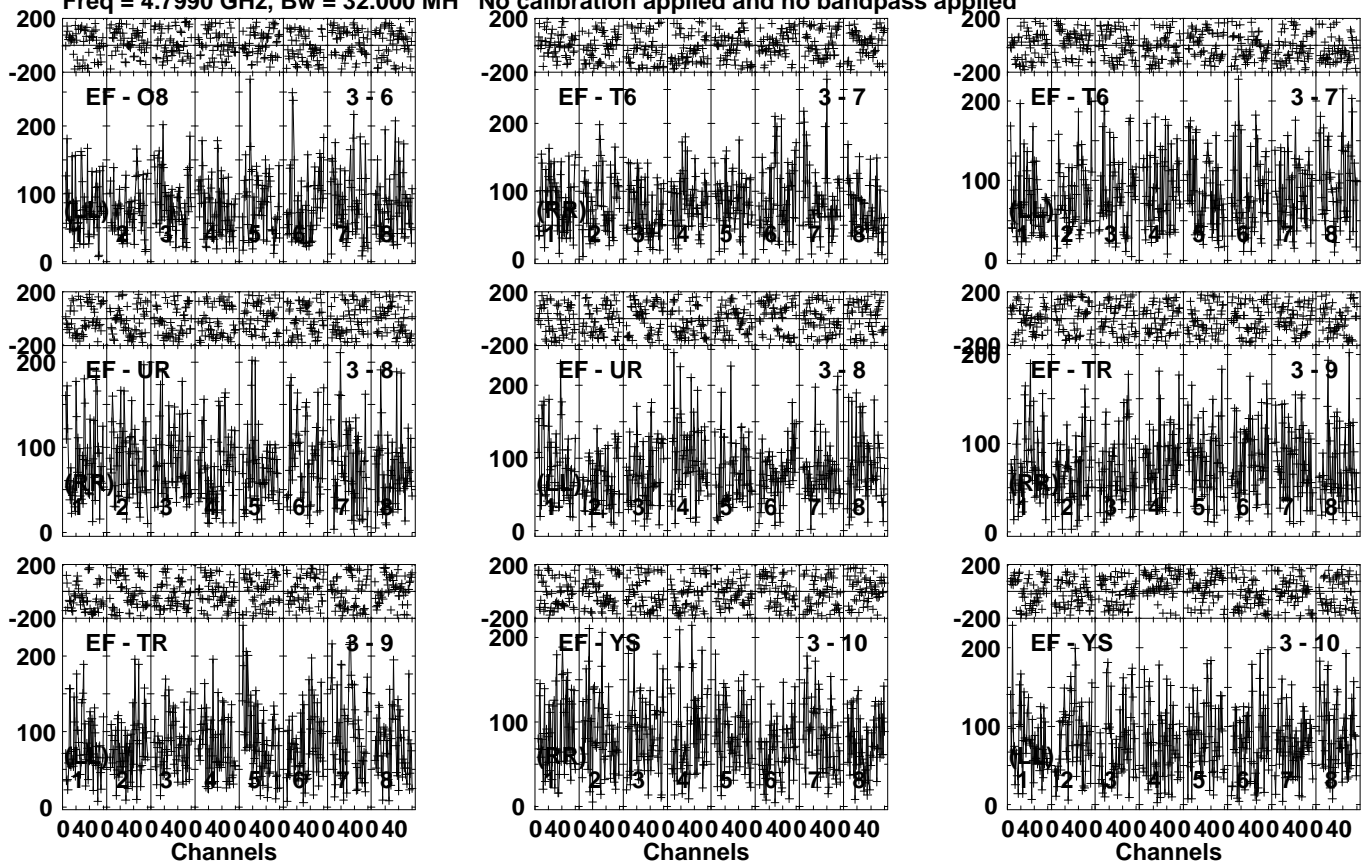 Freq = 4.7990 GHz, Bw = 32.000 MH No calibration applied and no bandpass applied
200 200 200
-200 -200 -200
EF - O8 3 - 6 EF - T6 3 - 7 EF - T6 3 - 7
200 200 200
100 100 100
(LL) (RR) (LL)
1 2 3 4 5 6 7 8 1 2 3 4 5 6 7 8 1 2 3 4 5 6 7 8
0 0 0
200 200 200
-200 -200 -200
200 200 200
EF - UR 3 - 8 EF - UR 3 - 8 EF - TR 3 - 9
100 100 100
(RR) (LL) (RR)
1 2 3 4 5 6 7 8 1 2 3 4 5 6 7 8 1 2 3 4 5 6 7 8
0 0 0
200 200 200
-200 -200 -200
EF - TR 3 - 9 EF - YS 3 - 10 EF - YS 3 - 10
200 200 200
100 100 100
(LL) (RR) (LL)
1 2 3 4 5 6 7 8 1 2 3 4 5 6 7 8 1 2 3 4 5 6 7 8
0 0 0
0 40 0 40 0 40 0 40 0 40 0 40 0 40 0 40 0 40 0 40 0 40 0 40 0 40 0 40 0 40 0 40 0 40 0 40 0 40 0 40 0 40 0 40 0 40 0 40
Channels Channels Channels